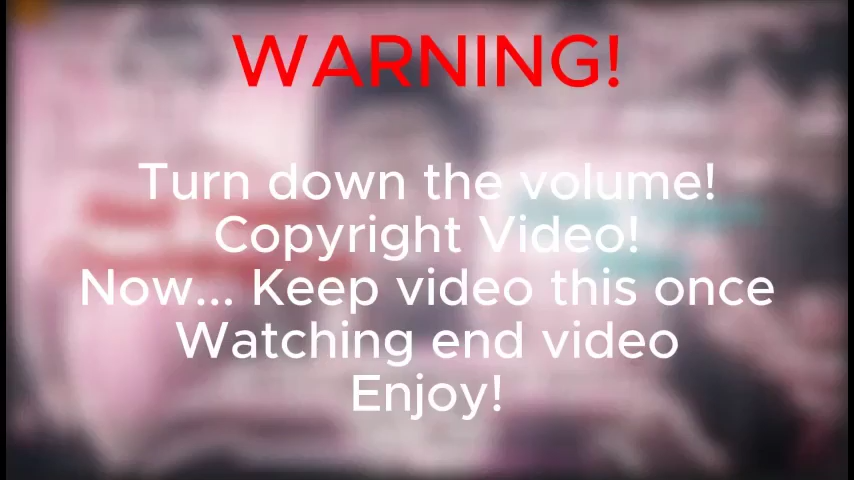 WARNING!
Turn down the volume!
Copyright Video!
Now... Keep video this once
Watching end video
Enjoy!